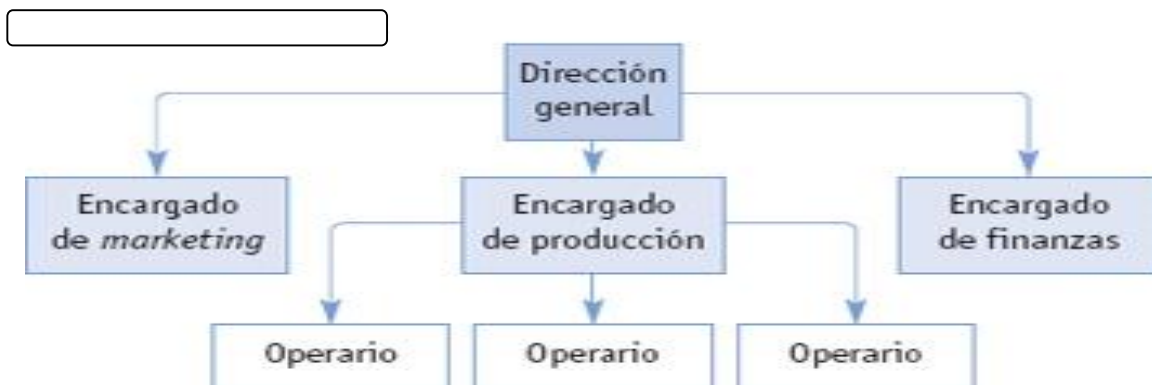 Dirección
general
Encargado
de marketing
Encargado
de producción
Encargado
de finanzas
Operario
Operario
Operario